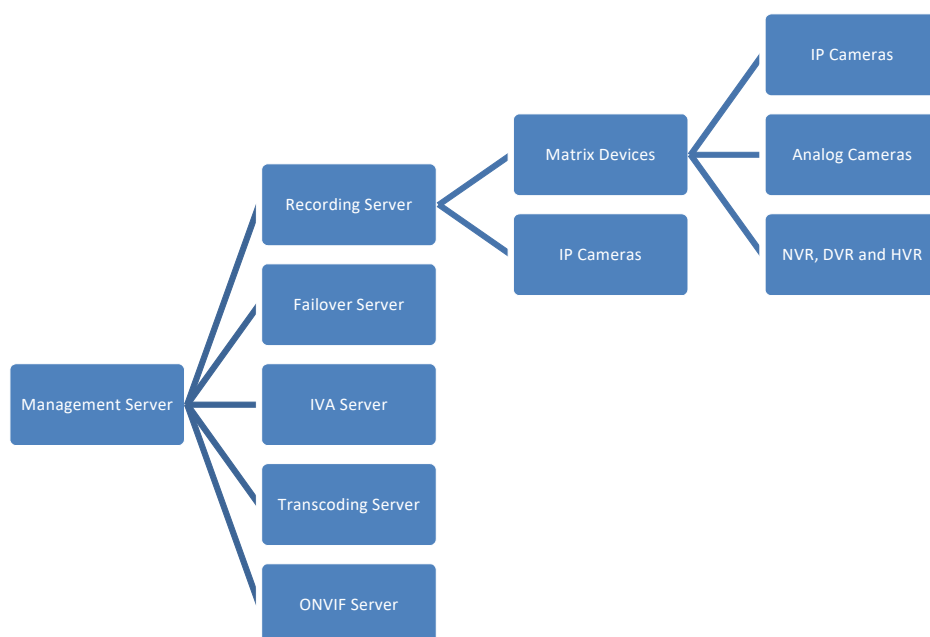 IP Cameras
Matrix Devices
Analog Cameras
Recording Server
IP Cameras
NVR, DVR and HVR
Failover Server
Management Server
IVA Server
Transcoding Server
ONVIF Server